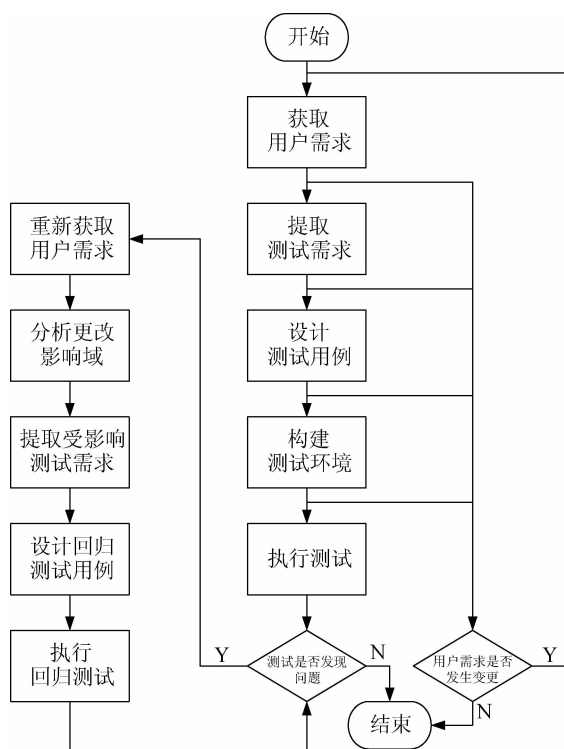 开始
获取
用户需求
提取
测试需求
设计
测试用例
构建
测试环境
执行测试
重新获取
用户需求
分析更改
影响域
提取受影响
测试需求
设计回归
测试用例
执行
回归测试
Y
测试是否发现
问题
N
用户需求是否
发生变更
Y
N
结束